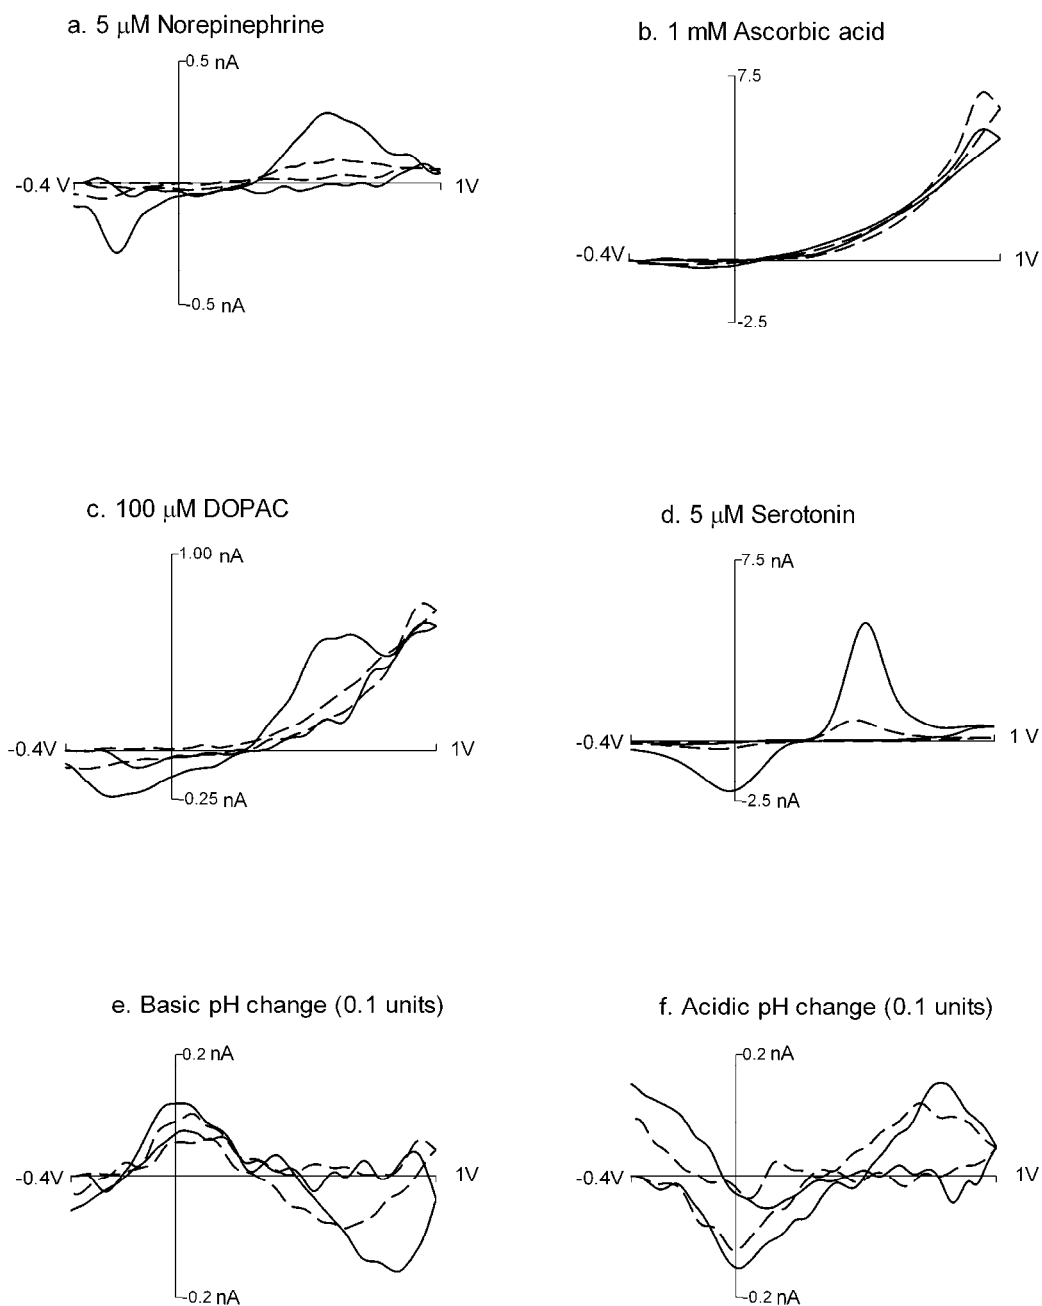 a. 5 μM Norepinephrine
0.5 nA
-0.4 V
1V
-0.5 nA
b. 1 mM Ascorbic acid
7.5
-0.4V
1V
-2.5
c. 100 μM DOPAC
1.00 nA
-0.4V
1V
-0.25 nA
d. 5 μM Serotonin
7.5 nA
-0.4V
1 V
-2.5 nA
e. Basic pH change (0.1 units)
0.2 nA
-0.4V
1V
-0.2 nA
f. Acidic pH change (0.1 units)
0.2 nA
-0.4V
1V
-0.2 nA